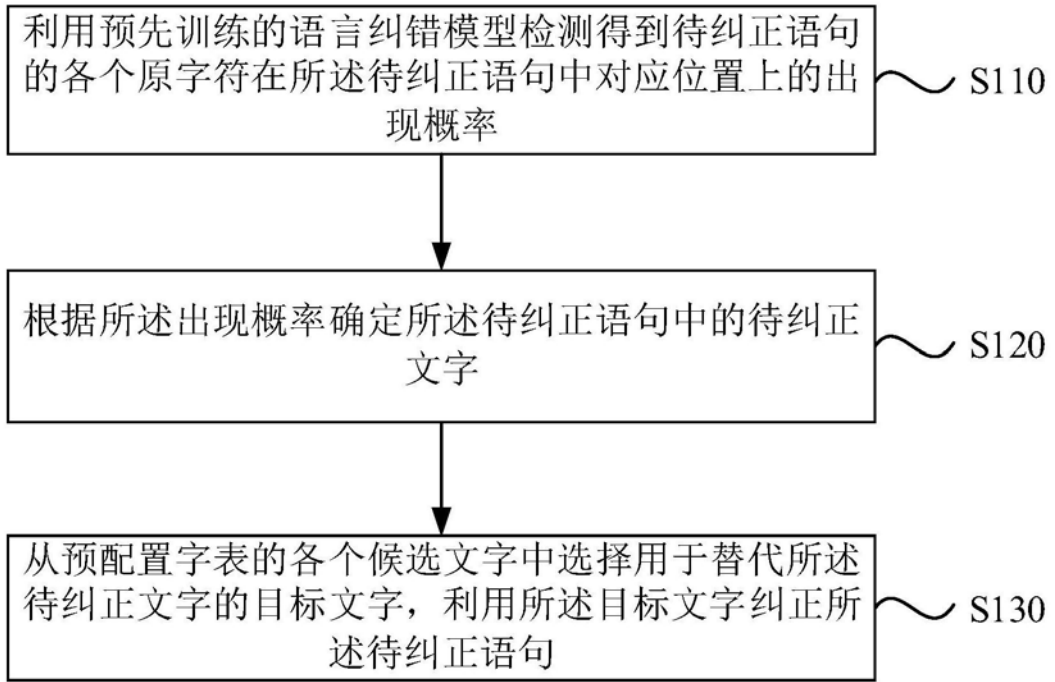 利用预先训练的语言纠错模型检测得到待纠正语句
的各个原字符在所述待纠正语句中对应位置上的出
现概率
S110
根据所述出现概率确定所述待纠正语句中的待纠正
文字
S120
从预配置字表的各个候选文字中选择用于替代所述
待纠正文字的目标文字，利用所述目标文字纠正所
述待纠正语句
S130